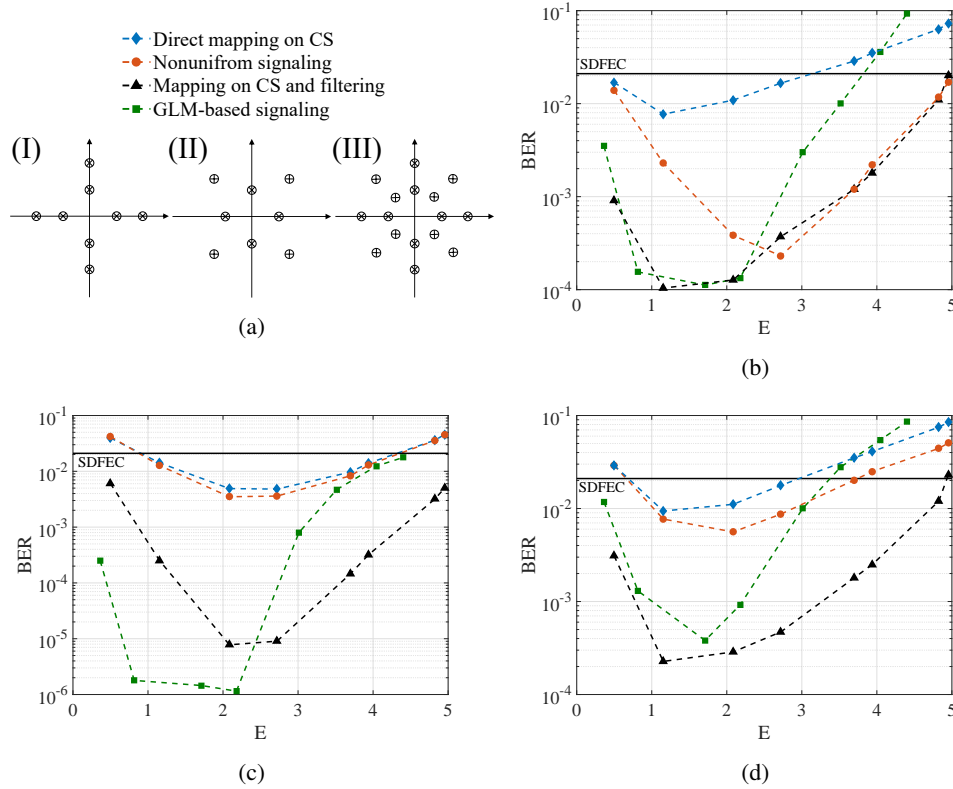 Direct mapping on CS
Nonunifrom signaling
Mapping on CS and filtering
GLM-based signaling
(I)
(II)
(III)
(a)
10^-1
10^-2
10^-3
10^-4
BER
SDFEC
0 1 2 3 4 5
E
(b)
10^-1
10^-2
10^-3
10^-4
10^-5
10^-6
BER
SDFEC
0 1 2 3 4 5
E
(c)
10^-1
10^-2
10^-3
10^-4
BER
SDFEC
0 1 2 3 4 5
E
(d)